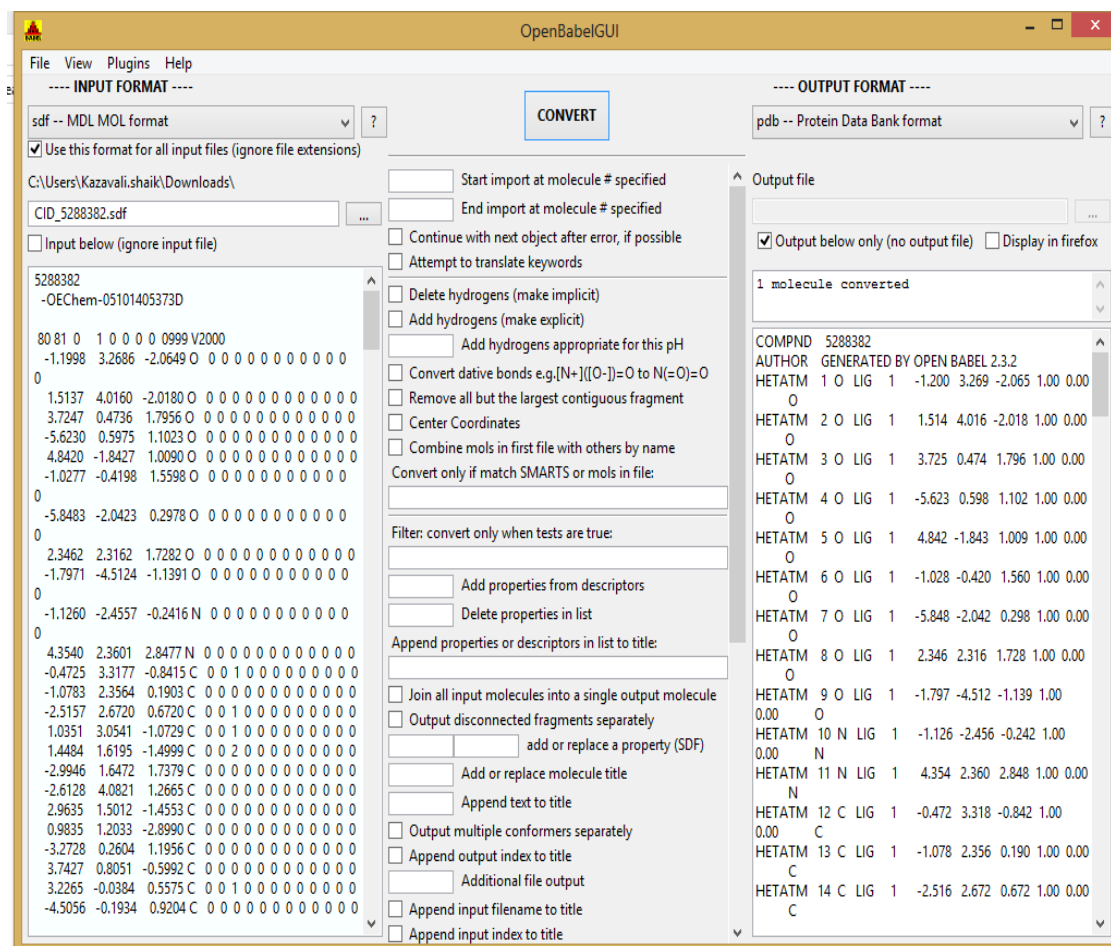 BABEL
OpenBabelGUI
File View Plugins Help
---- INPUT FORMAT ----
sdf -- MDL MOL format
?
Use this format for all input files (ignore file extensions)
C:\Users\Kazavali.shaik\Downloads\
CID_5288382.sdf
...
Input below (ignore input file)
5288382
-OEChem-05101405373D
80 81 0 1 0 0 0 0 0999 V2000
-1.1998 3.2686 -2.0649 O 0 0 0 0 0 0 0 0 0 0 0
0
1.5137 4.0160 -2.0180 O 0 0 0 0 0 0 0 0 0 0 0 0
3.7247 0.4736 1.7956 O 0 0 0 0 0 0 0 0 0 0 0 0
-5.6230 0.5975 1.1023 O 0 0 0 0 0 0 0 0 0 0 0 0
4.8420 -1.8427 1.0090 O 0 0 0 0 0 0 0 0 0 0 0 0
-1.0277 -0.4198 1.5598 O 0 0 0 0 0 0 0 0 0 0 0
0
-5.8483 -2.0423 0.2978 O 0 0 0 0 0 0 0 0 0 0 0
0
2.3462 2.3162 1.7282 O 0 0 0 0 0 0 0 0 0 0 0 0
-1.7971 -4.5124 -1.1391 O 0 0 0 0 0 0 0 0 0 0 0
0
-1.1260 -2.4557 -0.2416 N 0 0 0 0 0 0 0 0 0 0 0
0
4.3540 2.3601 2.8477 N 0 0 0 0 0 0 0 0 0 0 0 0
-0.4725 3.3177 -0.8415 C 0 0 1 0 0 0 0 0 0 0 0 0
-1.0783 2.3564 0.1903 C 0 0 0 0 0 0 0 0 0 0 0 0
-2.5157 2.6720 0.6720 C 0 0 1 0 0 0 0 0 0 0 0 0
1.0351 3.0541 -1.0729 C 0 0 1 0 0 0 0 0 0 0 0 0
1.4484 1.6195 -1.4999 C 0 0 2 0 0 0 0 0 0 0 0 0
-2.9946 1.6472 1.7379 C 0 0 0 0 0 0 0 0 0 0 0 0
-2.6128 4.0821 1.2665 C 0 0 0 0 0 0 0 0 0 0 0 0
2.9635 1.5012 -1.4553 C 0 0 0 0 0 0 0 0 0 0 0 0
0.9835 1.2033 -2.8990 C 0 0 0 0 0 0 0 0 0 0 0 0
-3.2728 0.2604 1.1956 C 0 0 0 0 0 0 0 0 0 0 0 0
3.7427 0.8051 -0.5992 C 0 0 0 0 0 0 0 0 0 0 0 0
3.2265 -0.0384 0.5575 C 0 0 1 0 0 0 0 0 0 0 0 0
-4.5056 -0.1934 0.9204 C 0 0 0 0 0 0 0 0 0 0 0 0
CONVERT
Start import at molecule # specified
End import at molecule # specified
Continue with next object after error, if possible
Attempt to translate keywords
Delete hydrogens (make implicit)
Add hydrogens (make explicit)
Add hydrogens appropriate for this pH
Convert dative bonds e.g.[N+]([O-])=O to N(=O)=O
Remove all but the largest contiguous fragment
Center Coordinates
Combine mols in first file with others by name
Convert only if match SMARTS or mols in file:
Filter: convert only when tests are true:
Add properties from descriptors
Delete properties in list
Append properties or descriptors in list to title:
Join all input molecules into a single output molecule
Output disconnected fragments separately
add or replace a property (SDF)
Add or replace molecule title
Append text to title
Output multiple conformers separately
Append output index to title
Additional file output
Append input filename to title
Append input index to title
---- OUTPUT FORMAT ----
pdb -- Protein Data Bank format
?
Output file
...
Output below only (no output file) Display in firefox
1 molecule converted
COMPND 5288382
AUTHOR GENERATED BY OPEN BABEL 2.3.2
HETATM 1 O LIG 1 -1.200 3.269 -2.065 1.00 0.00
O
HETATM 2 O LIG 1 1.514 4.016 -2.018 1.00 0.00
O
HETATM 3 O LIG 1 3.725 0.474 1.796 1.00 0.00
O
HETATM 4 O LIG 1 -5.623 0.598 1.102 1.00 0.00
O
HETATM 5 O LIG 1 4.842 -1.843 1.009 1.00 0.00
O
HETATM 6 O LIG 1 -1.028 -0.420 1.560 1.00 0.00
O
HETATM 7 O LIG 1 -5.848 -2.042 0.298 1.00 0.00
O
HETATM 8 O LIG 1 2.346 2.316 1.728 1.00 0.00
O
HETATM 9 O LIG 1 -1.797 -4.512 -1.139 1.00
0.00 O
HETATM 10 N LIG 1 -1.126 -2.456 -0.242 1.00
0.00 N
HETATM 11 N LIG 1 4.354 2.360 2.848 1.00 0.00
N
HETATM 12 C LIG 1 -0.472 3.318 -0.842 1.00
0.00 C
HETATM 13 C LIG 1 -1.078 2.356 0.190 1.00 0.00
C
HETATM 14 C LIG 1 -2.516 2.672 0.672 1.00 0.00
C